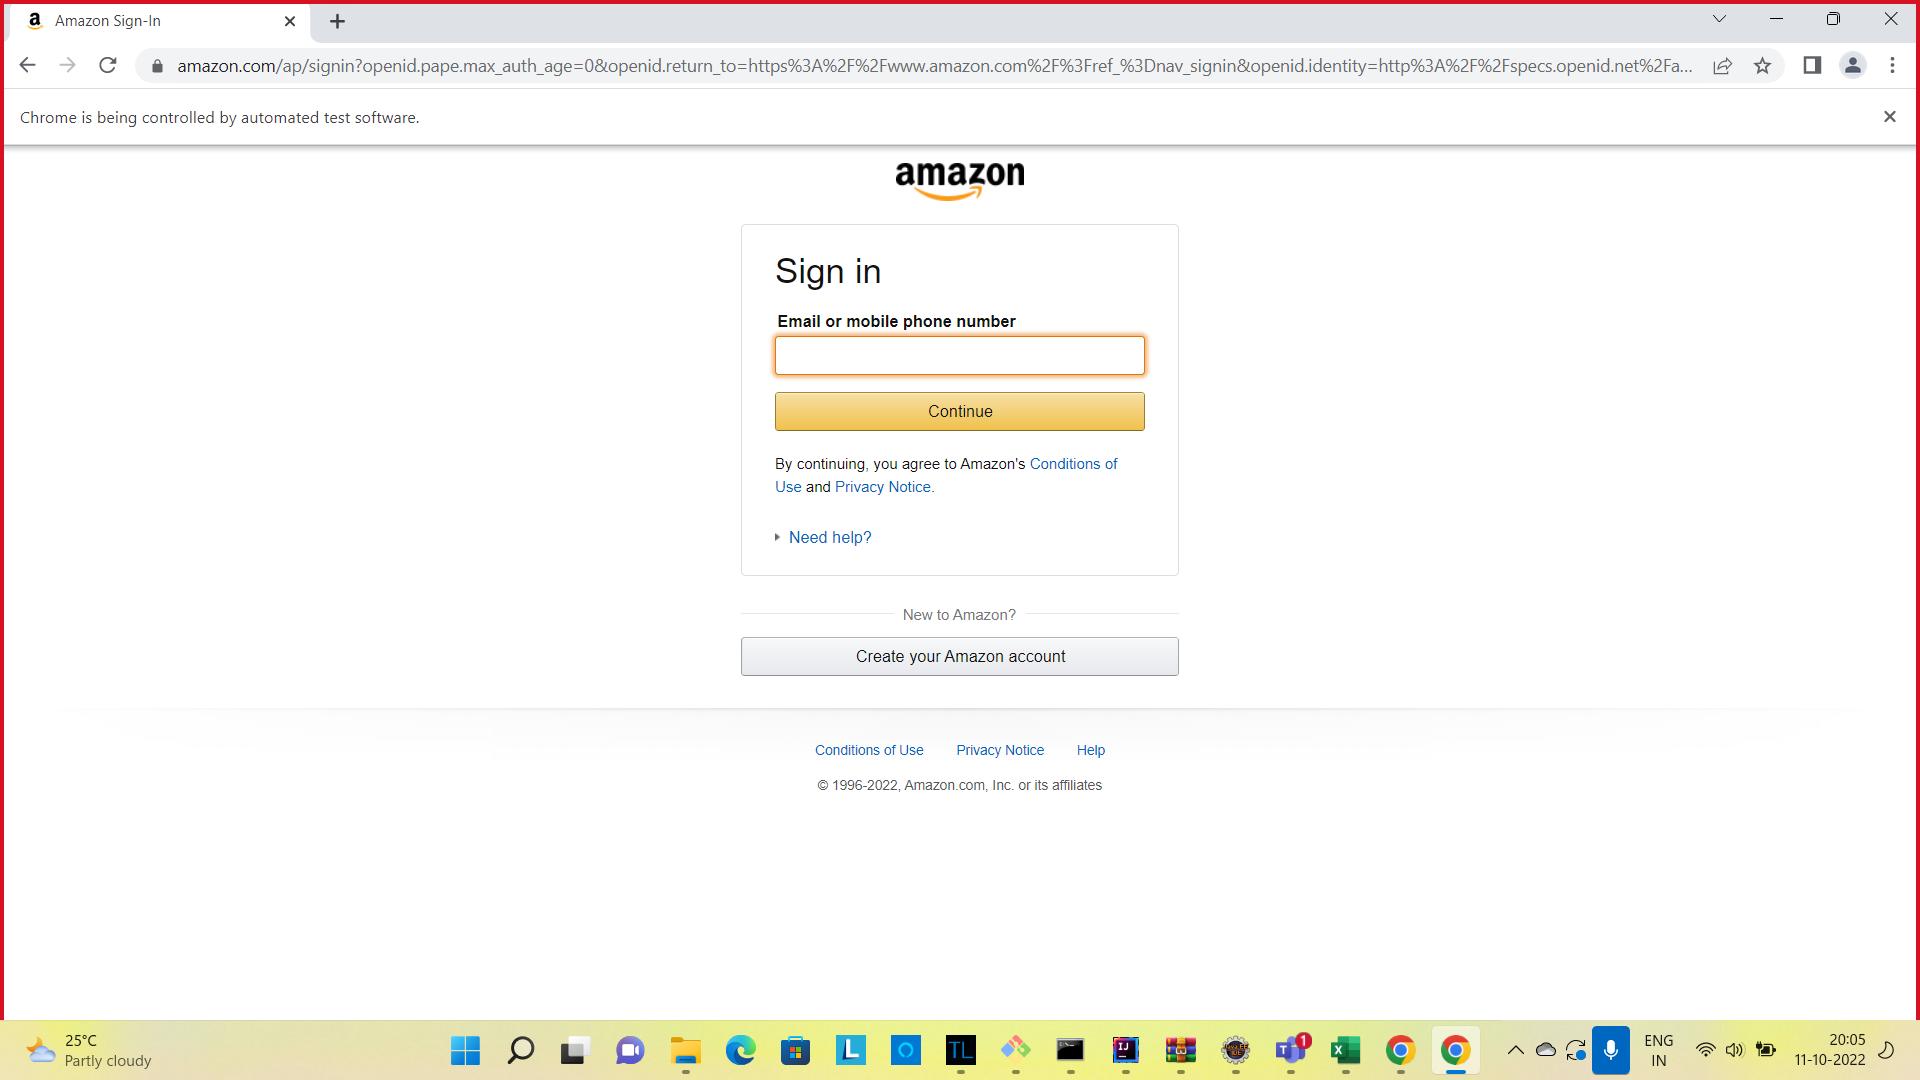 Amazon Sign-In
amazon.com/ap/signin?openid.pape.max_auth_age=0&openid.return_to=https%3A%2F%2Fwww.amazon.com%2F%3Fref_%3Dnav_signin&openid.identity=http%3A%2F%2Fspecs.openid.net%2Fa...
Chrome is being controlled by automated test software.
amazon
Sign in
Email or mobile phone number
Continue
By continuing, you agree to Amazon's Conditions of
Use and Privacy Notice.
Need help?
New to Amazon?
Create your Amazon account
Conditions of Use Privacy Notice Help
© 1996-2022, Amazon.com, Inc. or its affiliates
25°C
Partly cloudy
L
TL
IJ
1
X
ENG
IN
20:05
11-10-2022